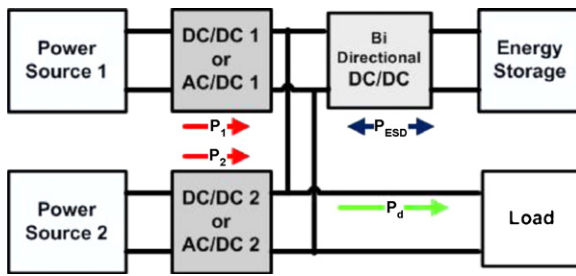 Power
Source 1
DC/DC 1
or
AC/DC 1
Bi
Directional
DC/DC
Energy
Storage
P1
PESD
P2
Power
Source 2
DC/DC 2
or
AC/DC 2
Pd
Load